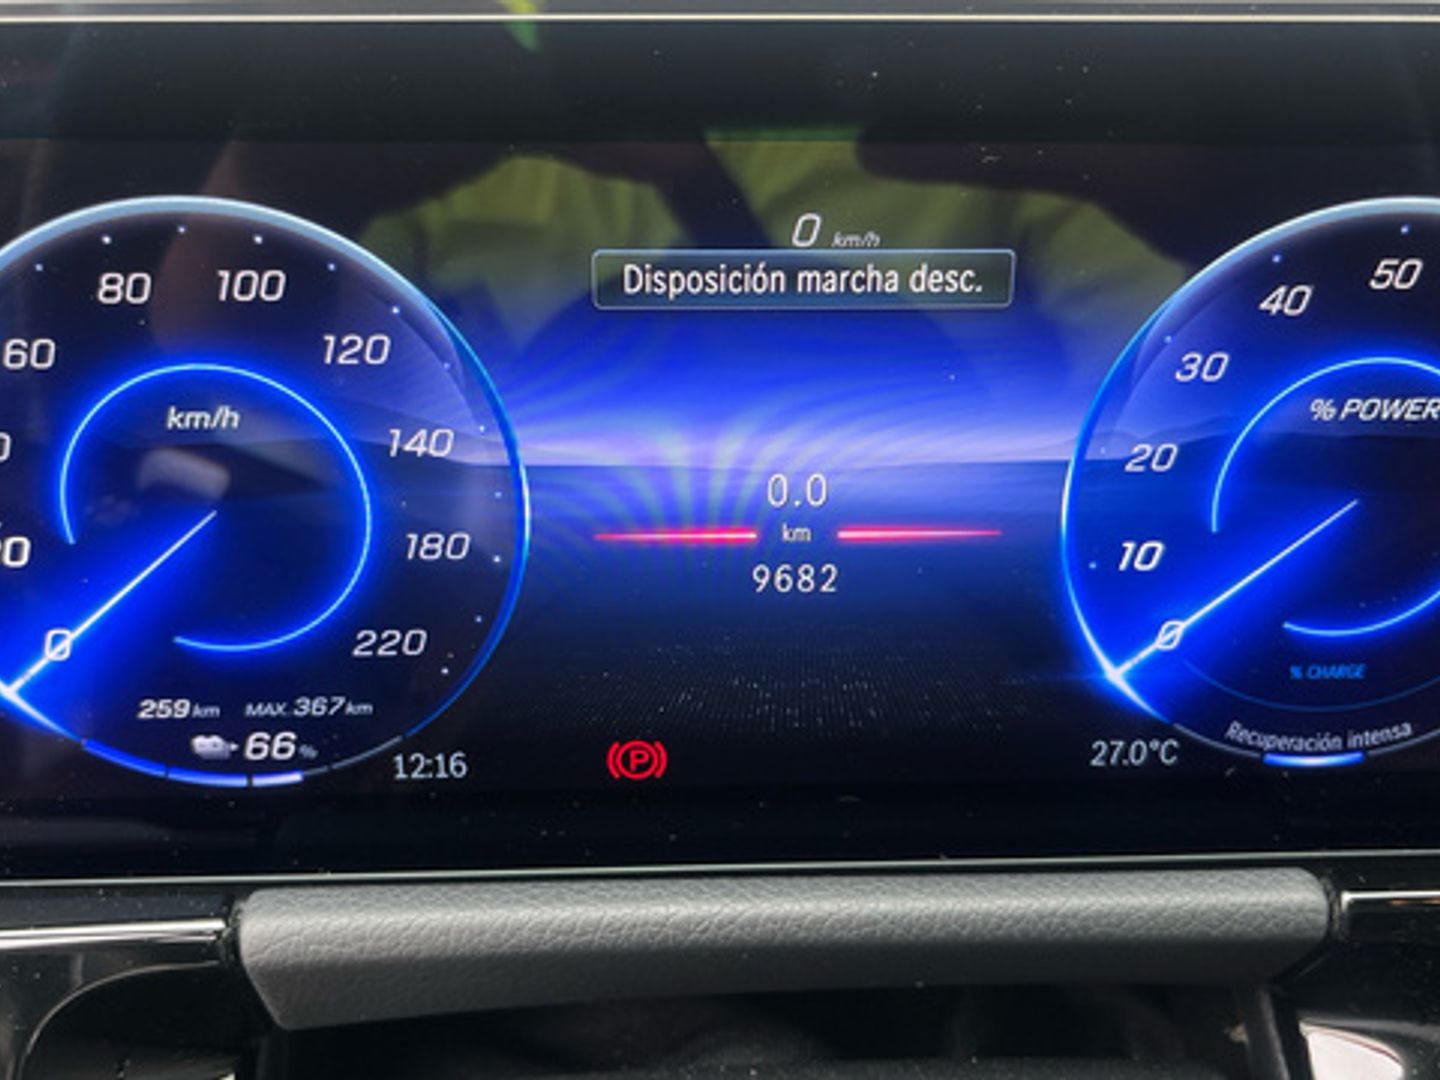 0 km/h
Disposición marcha desc.
60
80
100
120
140
180
220
0
km/h
259 km MAX. 367 km
66 %
12:16
0.0
km
9682
P
50
40
30
20
10
0
% POWER
% CHARGE
Recuperación intensa
27.0°C